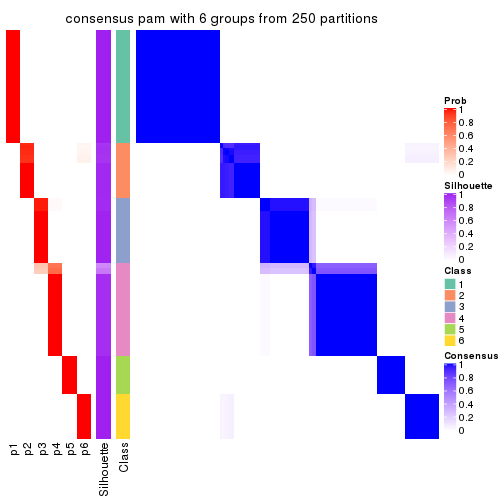 consensus pam with 6 groups from 250 partitions
Prob
1
0.8
0.6
0.4
0.2
0
Silhouette
1
0.8
0.6
0.4
0.2
0
Class
1
2
3
4
5
6
Consensus
1
0.8
0.6
0.4
0.2
0
p1
p2
p3
p4
p5
p6
Silhouette
Class